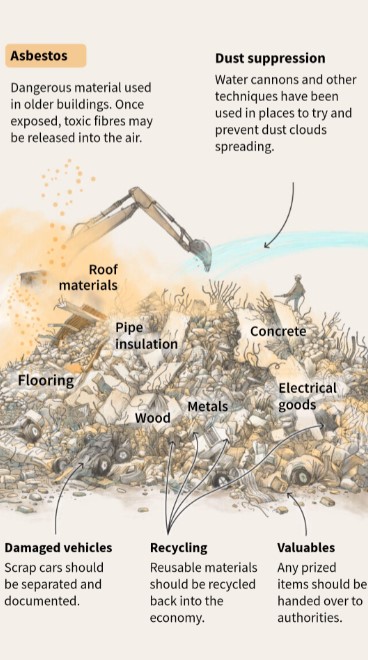 Asbestos
Dangerous material used
in older buildings. Once
exposed, toxic fibres may
be released into the air.
Dust suppression
Water cannons and other
techniques have been
used in places to try and
prevent dust clouds
spreading.
Roof
materials
Pipe
insulation
Concrete
Flooring
Electrical
goods
Metals
Wood
Damaged vehicles
Scrap cars should
be separated and
documented.
Recycling
Reusable materials
should be recycled
back into the
economy.
Valuables
Any prized
items should be
handed over to
authorities.